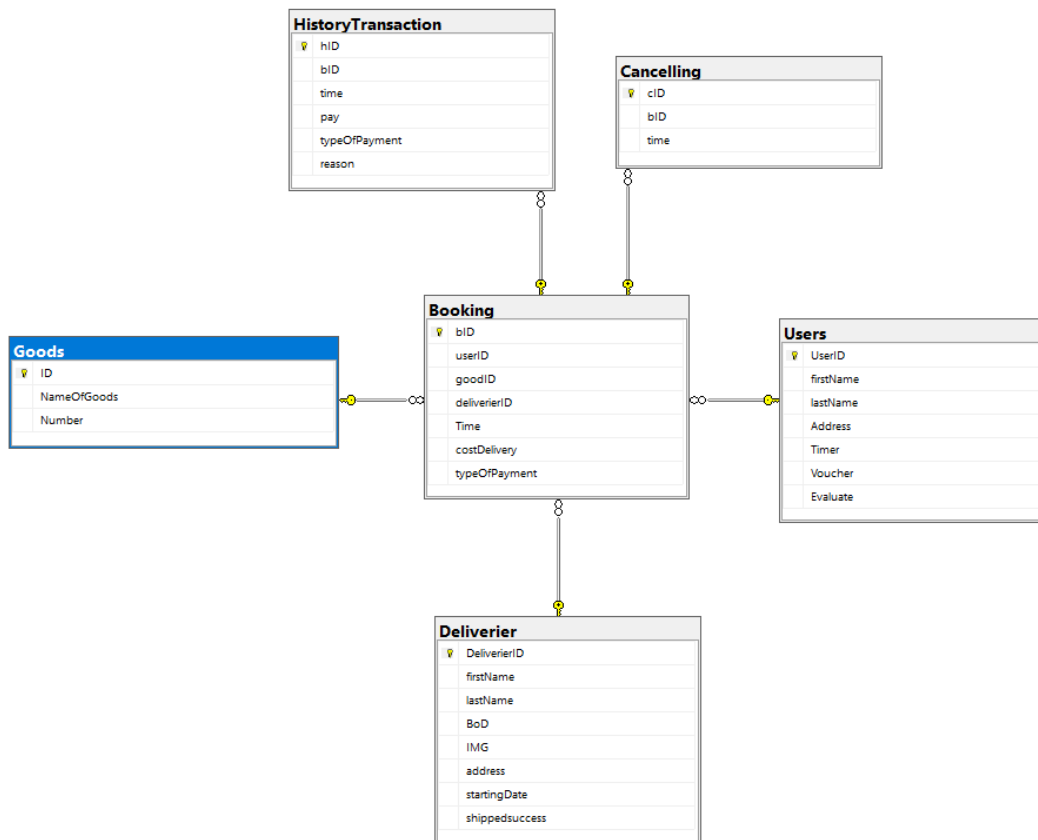 HistoryTransaction
hID
bID
time
pay
typeOfPayment
reason
Cancelling
cID
bID
time
Goods
ID
NameOfGoods
Number
Booking
bID
userID
goodID
deliverierID
Time
costDelivery
typeOfPayment
Users
UserID
firstName
lastName
Address
Timer
Voucher
Evaluate
Deliverier
DeliverierID
firstName
lastName
BoD
IMG
address
startingDate
shippedsuccess